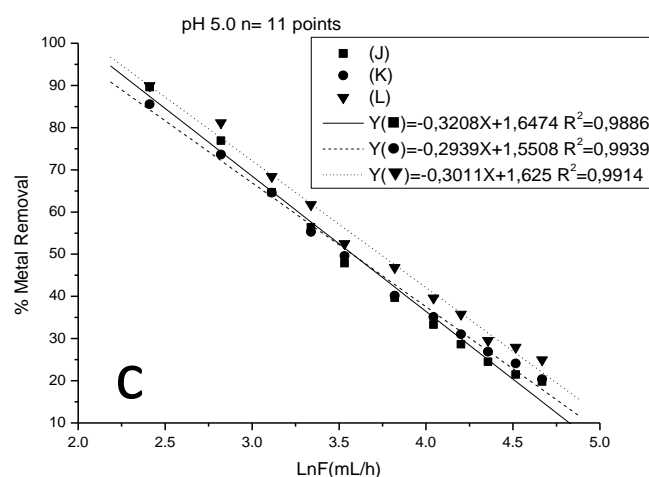 pH 5.0 n= 11 points
(J)
(K)
(L)
Y(■)=-0,3208X+1,6474 R²=0,9886
Y(●)=-0,2939X+1,5508 R²=0,9939
Y(▼)=-0,3011X+1,625 R²=0,9914
% Metal Removal
100
90
80
70
60
50
40
30
20
10
C
2.0 2.5 3.0 3.5 4.0 4.5 5.0
LnF(mL/h)